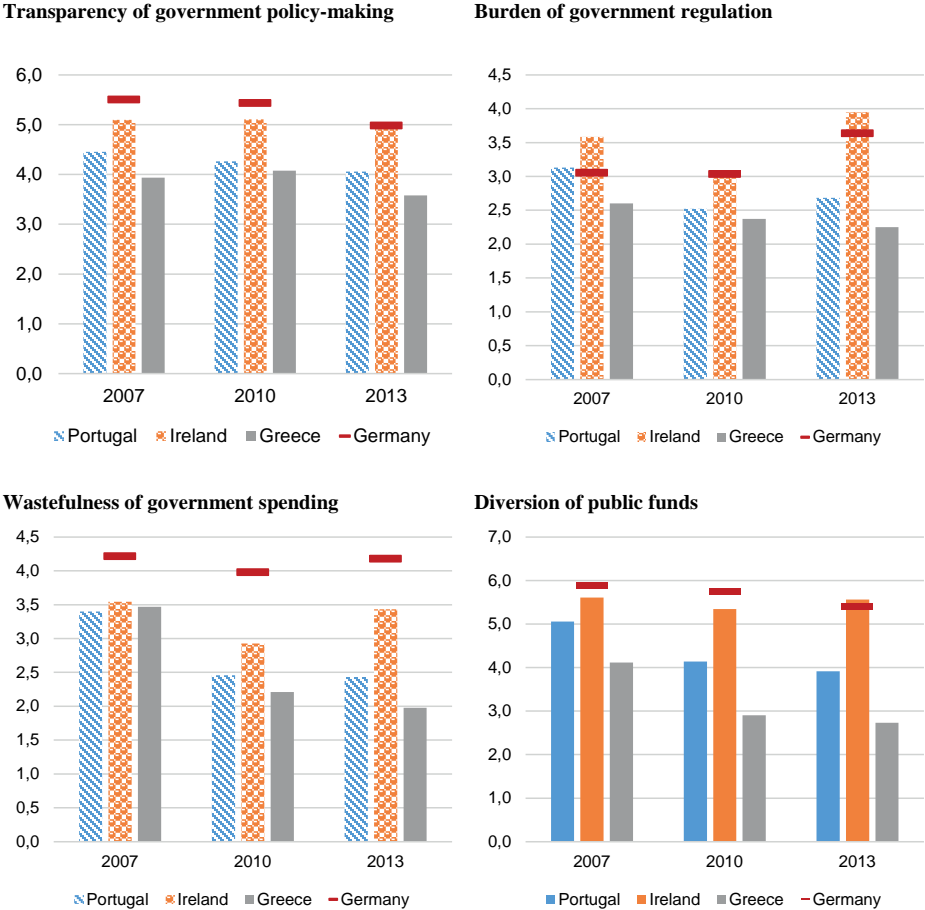 Transparency of government policy-making
6,0
5,0
4,0
3,0
2,0
1,0
0,0
2007 2010 2013
Portugal Ireland Greece Germany
Burden of government regulation
4,5
4,0
3,5
3,0
2,5
2,0
1,5
1,0
0,5
0,0
2007 2010 2013
Portugal Ireland Greece Germany
Wastefulness of government spending
4,5
4,0
3,5
3,0
2,5
2,0
1,5
1,0
0,5
0,0
2007 2010 2013
Portugal Ireland Greece Germany
Diversion of public funds
7,0
6,0
5,0
4,0
3,0
2,0
1,0
0,0
2007 2010 2013
Portugal Ireland Greece Germany